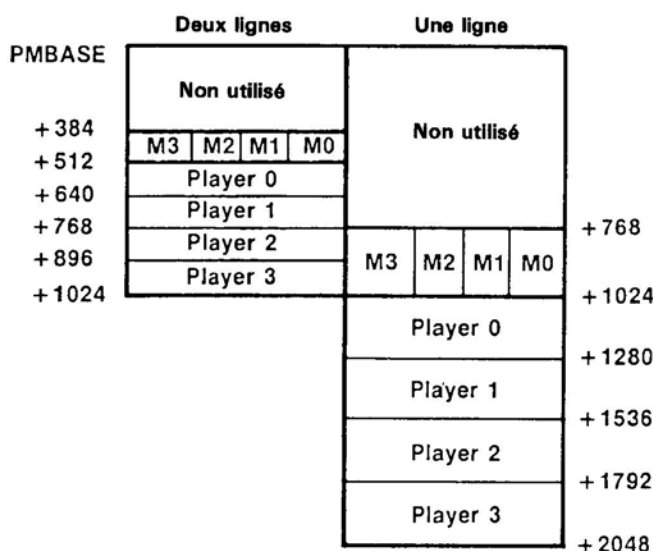 Deux lignes Une ligne
PMBASE
Non utilisé
Non utilisé
+384
M3 M2 M1 M0
+512
Player 0
+640
Player 1
+768 +768
Player 2
+896
M3 M2 M1 M0
Player 3
+1024 +1024
Player 0
+1280
Player 1
+1536
Player 2
+1792
Player 3
+2048